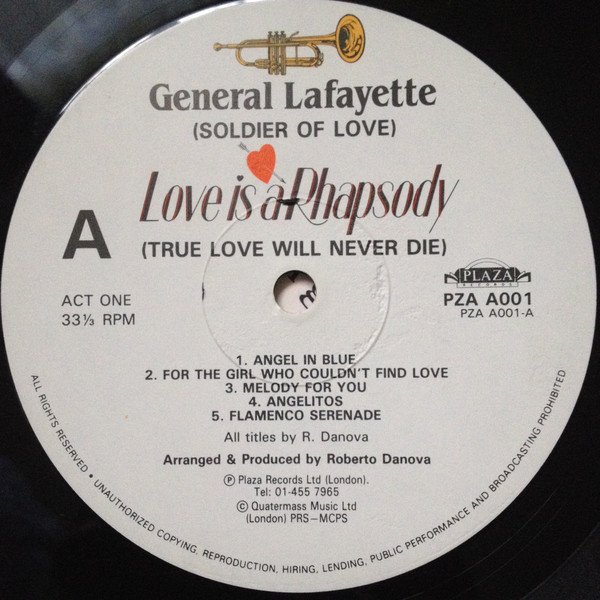 General Lafayette
(SOLDIER OF LOVE)
Love is a Rhapsody
(TRUE LOVE WILL NEVER DIE)
A
ACT ONE
33⅓ RPM
PLAZA
RECORDS
PZA A001
PZA A001-A
1. ANGEL IN BLUE
2. FOR THE GIRL WHO COULDN'T FIND LOVE
3. MELODY FOR YOU
4. ANGELITOS
5. FLAMENCO SERENADE
All titles by R. Danova
Arranged & Produced by Roberto Danova
Ⓟ Plaza Records Ltd (London).
Tel: 01-455 7965
© Quatermass Music Ltd
(London) PRS—MCPS
ALL RIGHTS RESERVED • UNAUTHORIZED COPYING, REPRODUCTION, HIRING, LENDING, PUBLIC PERFORMANCE AND BROADCASTING PROHIBITED